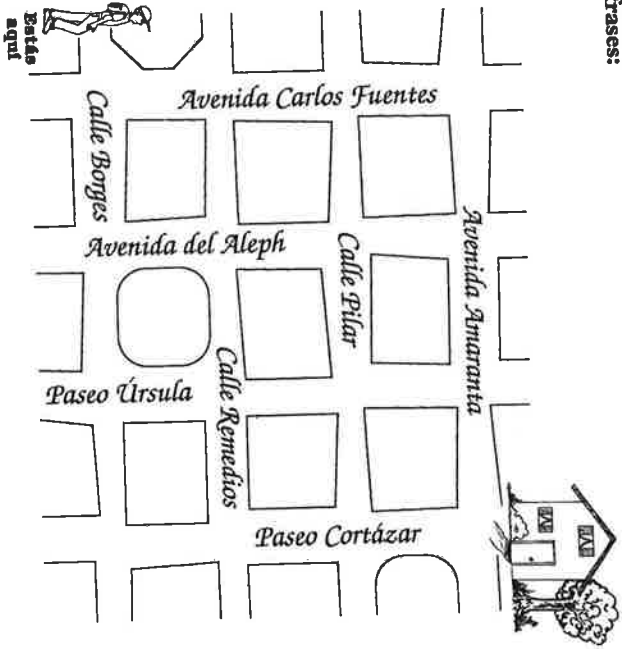 frases:
Estás
aquí
Avenida Carlos Fuentes
Calle Borges
Avenida del Aleph
Calle Pilar
Avenida Amaranta
Calle Remedios
Paseo Úrsula
Paseo Cortázar